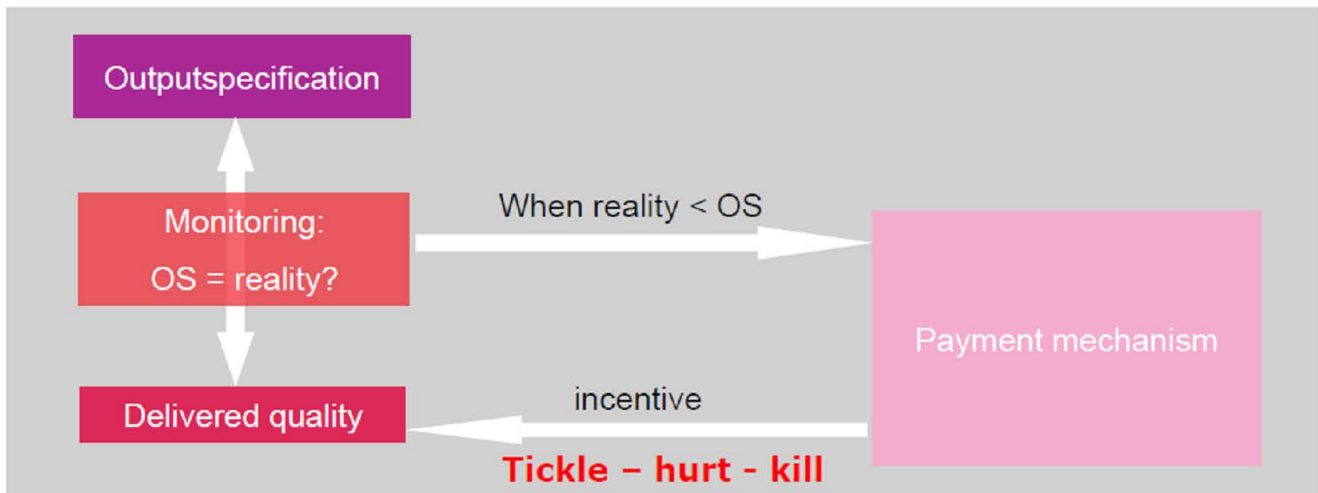 Outputspecification
Monitoring:
OS = reality?
When reality < OS
Payment mechanism
Delivered quality
incentive
Tickle – hurt - kill